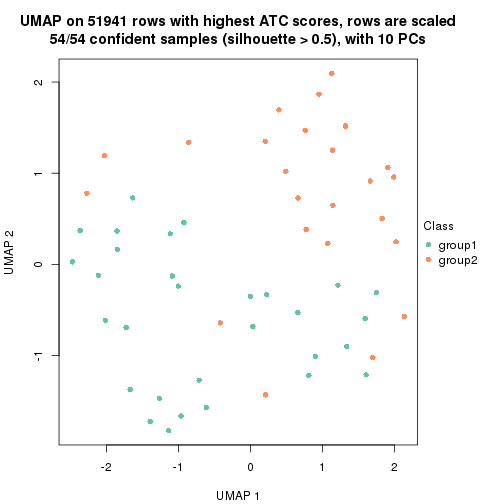 UMAP on 51941 rows with highest ATC scores, rows are scaled
54/54 confident samples (silhouette > 0.5), with 10 PCs
2
1
0
-1
UMAP 2
-2
-1
0
1
2
UMAP 1
Class
group1
group2